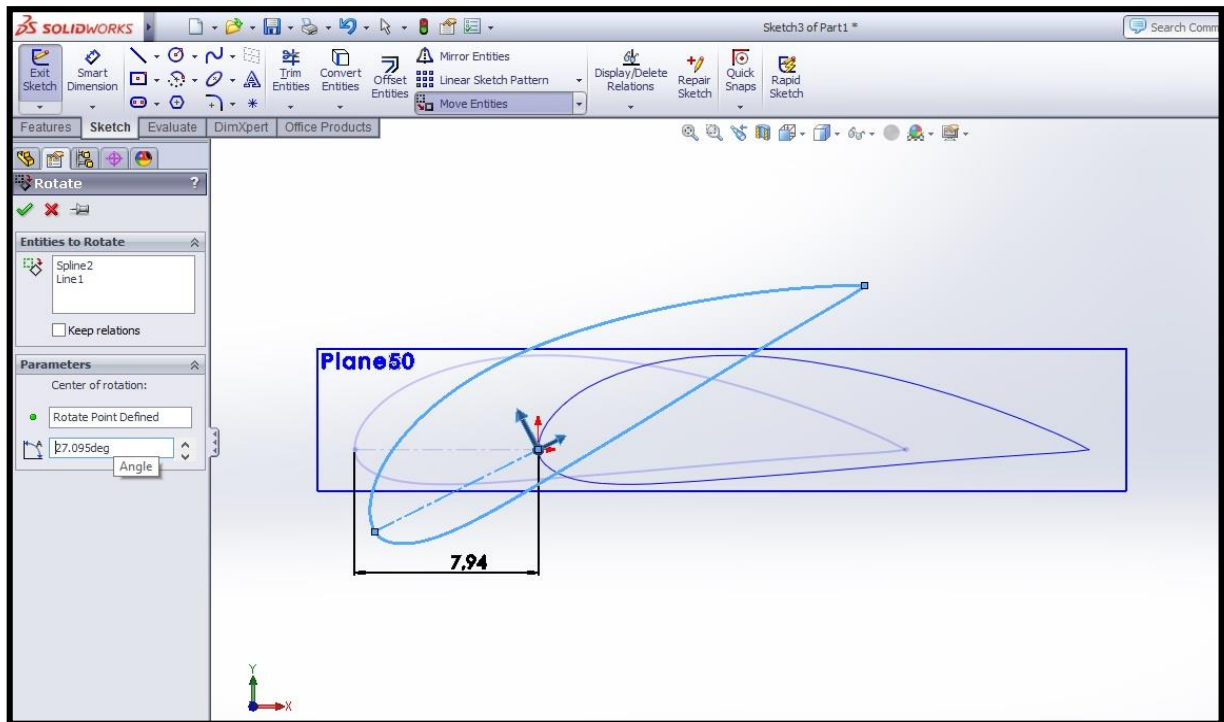 SOLIDWORKS
Sketch3 of Part1 *
Search Comm
Exit Sketch
Smart Dimension
Trim Entities
Convert Entities
Offset Entities
Mirror Entities
Linear Sketch Pattern
Move Entities
Display/Delete Relations
Repair Sketch
Quick Snaps
Rapid Sketch
Features Sketch Evaluate DimXpert Office Products
Rotate ?
Entities to Rotate
Spline2
Line1
Keep relations
Parameters
Center of rotation:
Rotate Point Defined
27.095deg
Angle
Plane50
7,94
Y
X